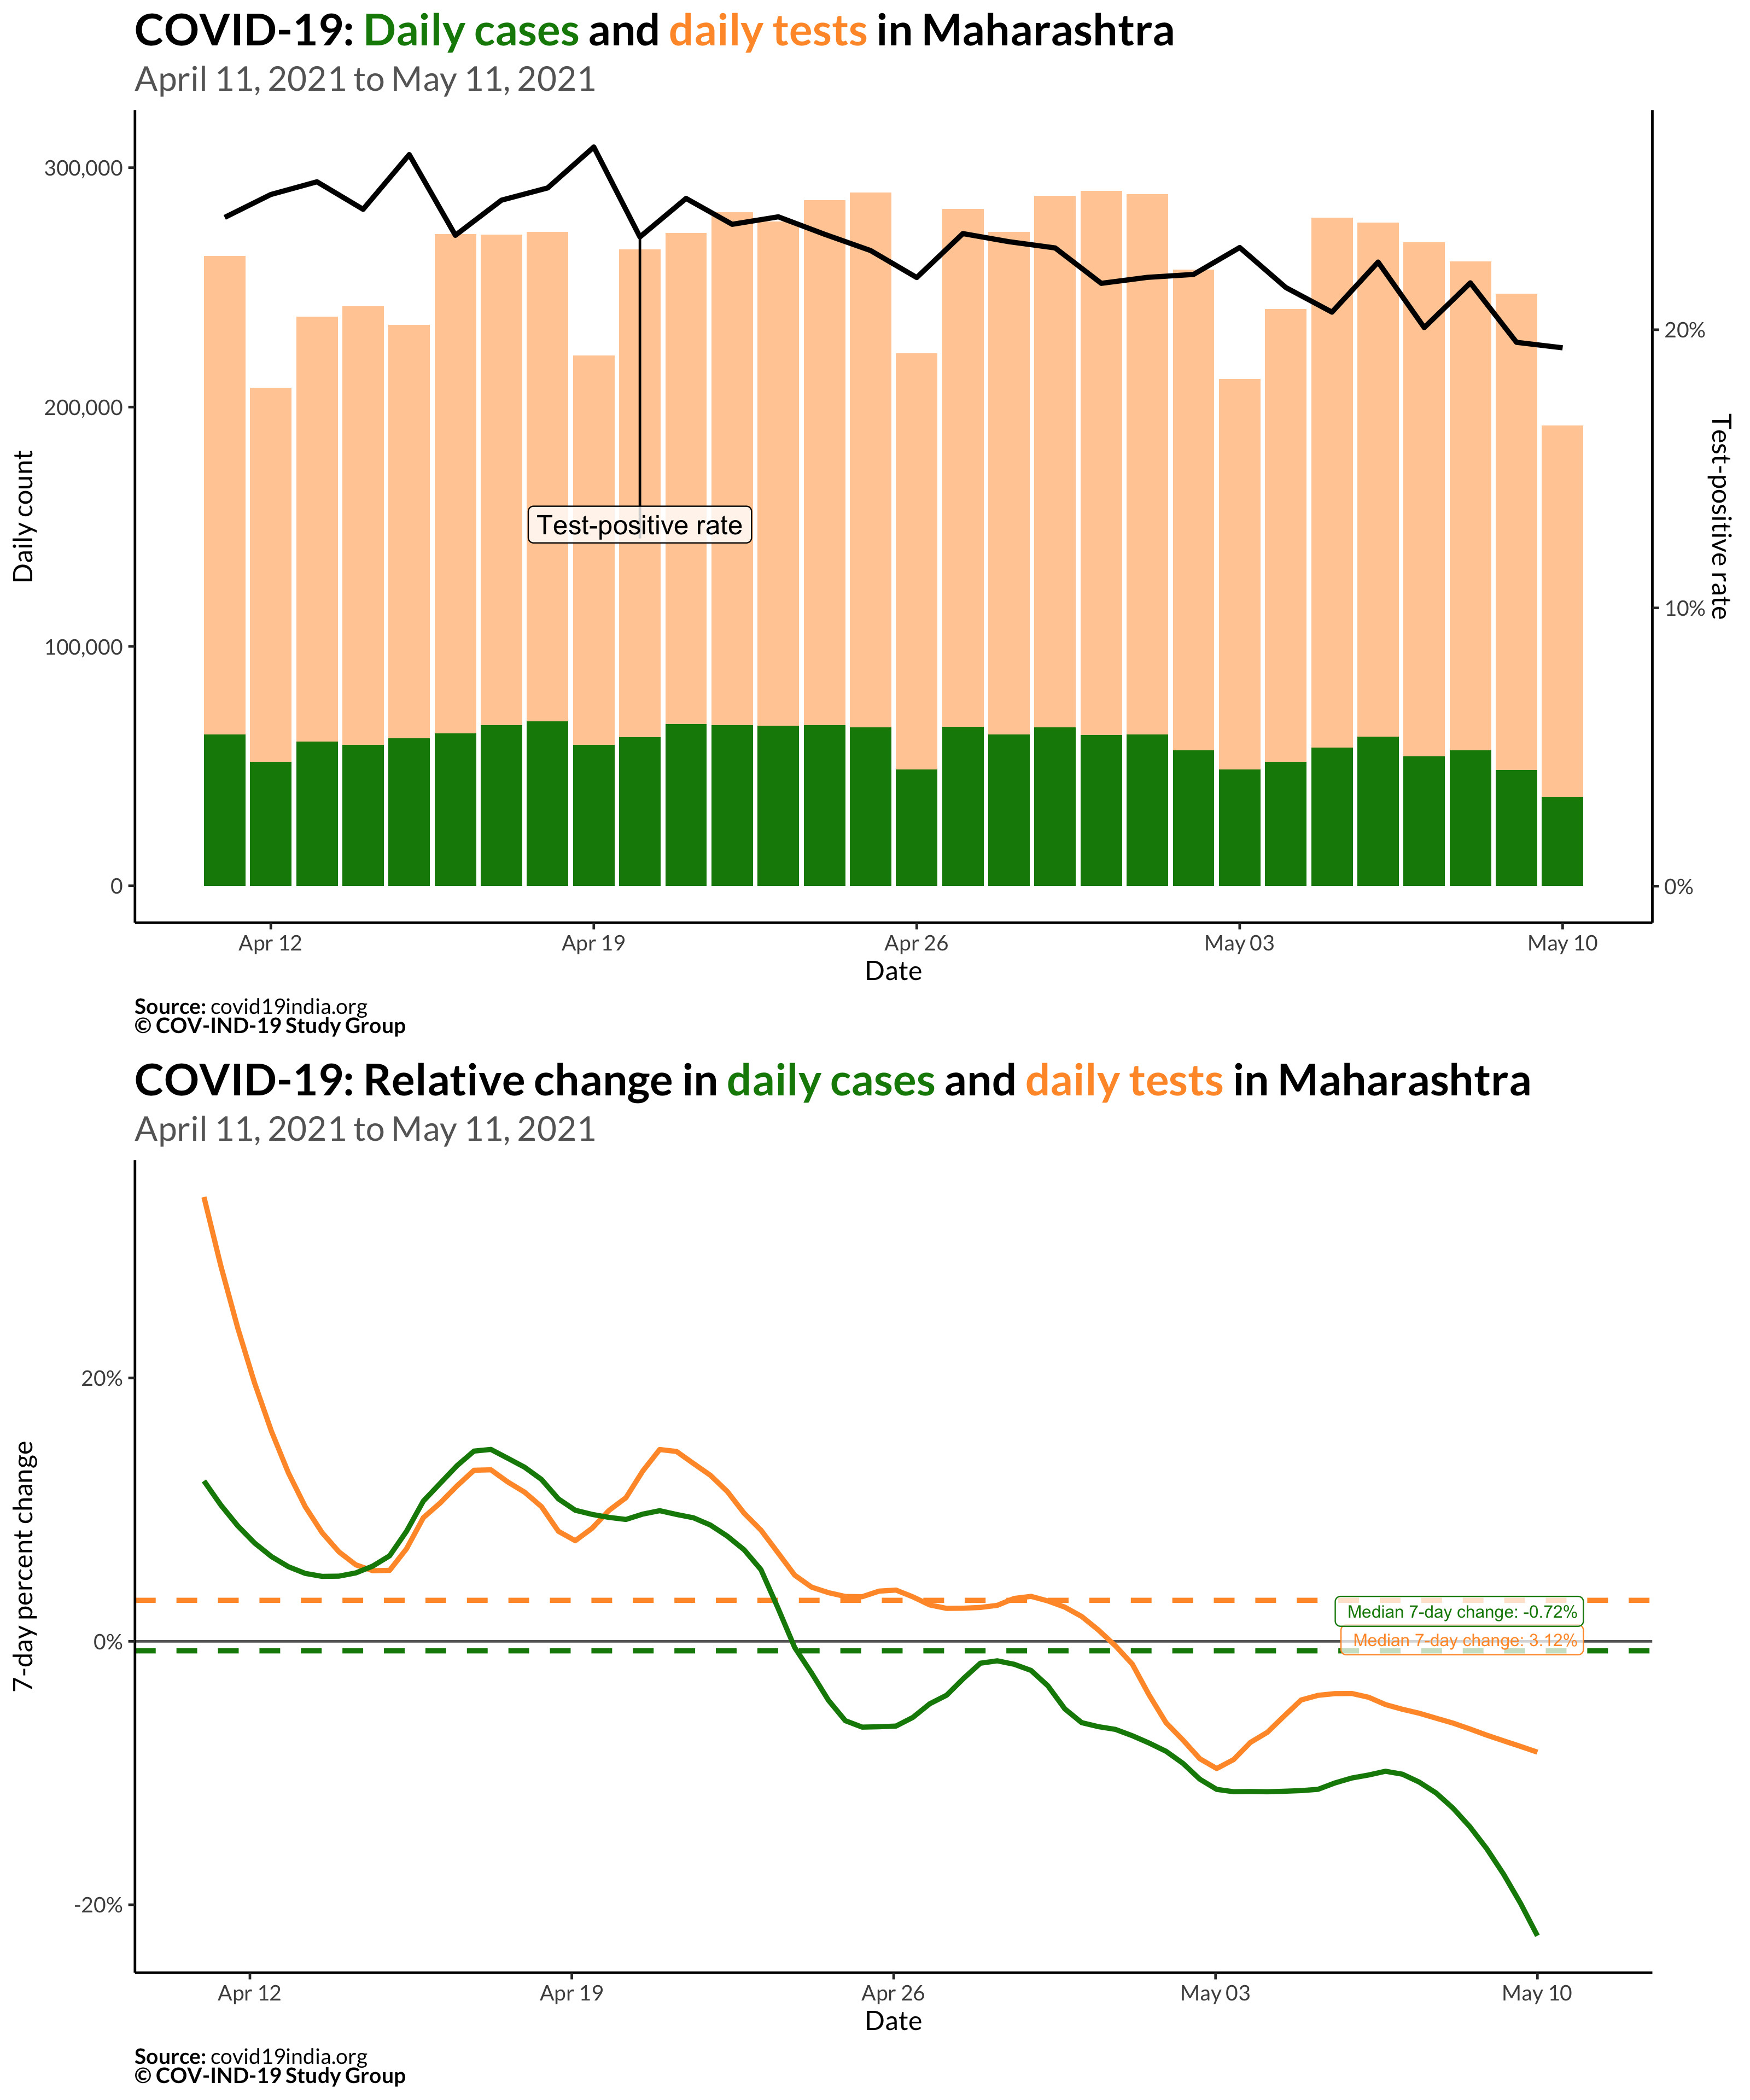 COVID-19: Daily cases and daily tests in Maharashtra
April 11, 2021 to May 11, 2021
300,000
200,000
100,000
0
Daily count
20%
10%
0%
Test-positive rate
Test-positive rate
Apr 12
Apr 19
Apr 26
May 03
May 10
Date
Source: covid19india.org
© COV-IND-19 Study Group
COVID-19: Relative change in daily cases and daily tests in Maharashtra
April 11, 2021 to May 11, 2021
20%
0%
-20%
7-day percent change
Median 7-day change: -0.72%
Median 7-day change: 3.12%
Apr 12
Apr 19
Apr 26
May 03
May 10
Date
Source: covid19india.org
© COV-IND-19 Study Group